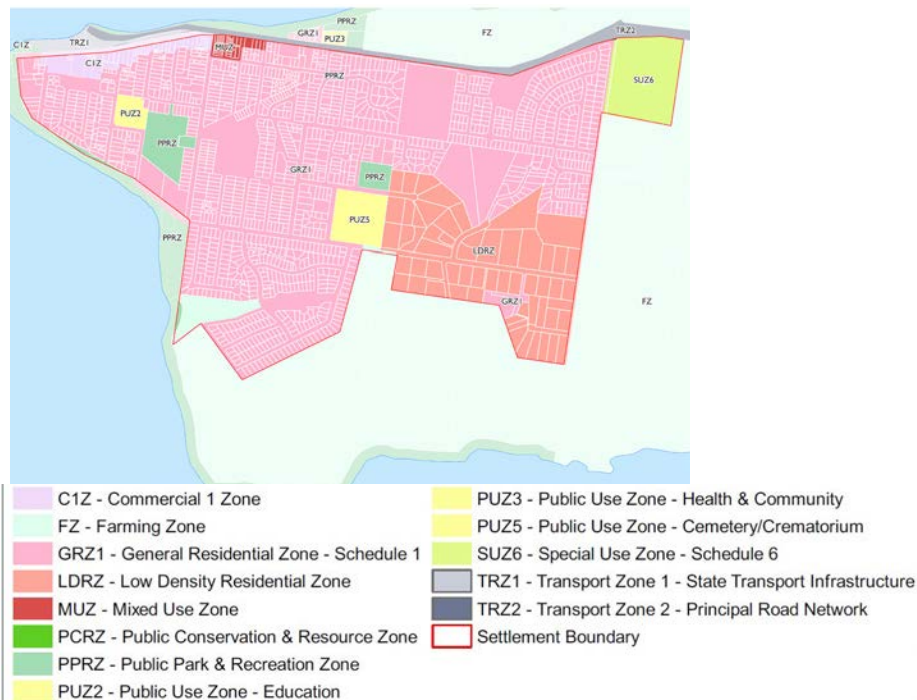 PPRZ
GRZ1
PUZ3
FZ
TRZ2
C1Z
TRZ1
MUZ
C1Z
PPRZ
SUZ6
PUZ2
PPRZ
GRZ1
PPRZ
PUZ5
PPRZ
LDRZ
GRZ1
FZ
C1Z - Commercial 1 Zone
FZ - Farming Zone
GRZ1 - General Residential Zone - Schedule 1
LDRZ - Low Density Residential Zone
MUZ - Mixed Use Zone
PCRZ - Public Conservation & Resource Zone
PPRZ - Public Park & Recreation Zone
PUZ2 - Public Use Zone - Education
PUZ3 - Public Use Zone - Health & Community
PUZ5 - Public Use Zone - Cemetery/Crematorium
SUZ6 - Special Use Zone - Schedule 6
TRZ1 - Transport Zone 1 - State Transport Infrastructure
TRZ2 - Transport Zone 2 - Principal Road Network
Settlement Boundary